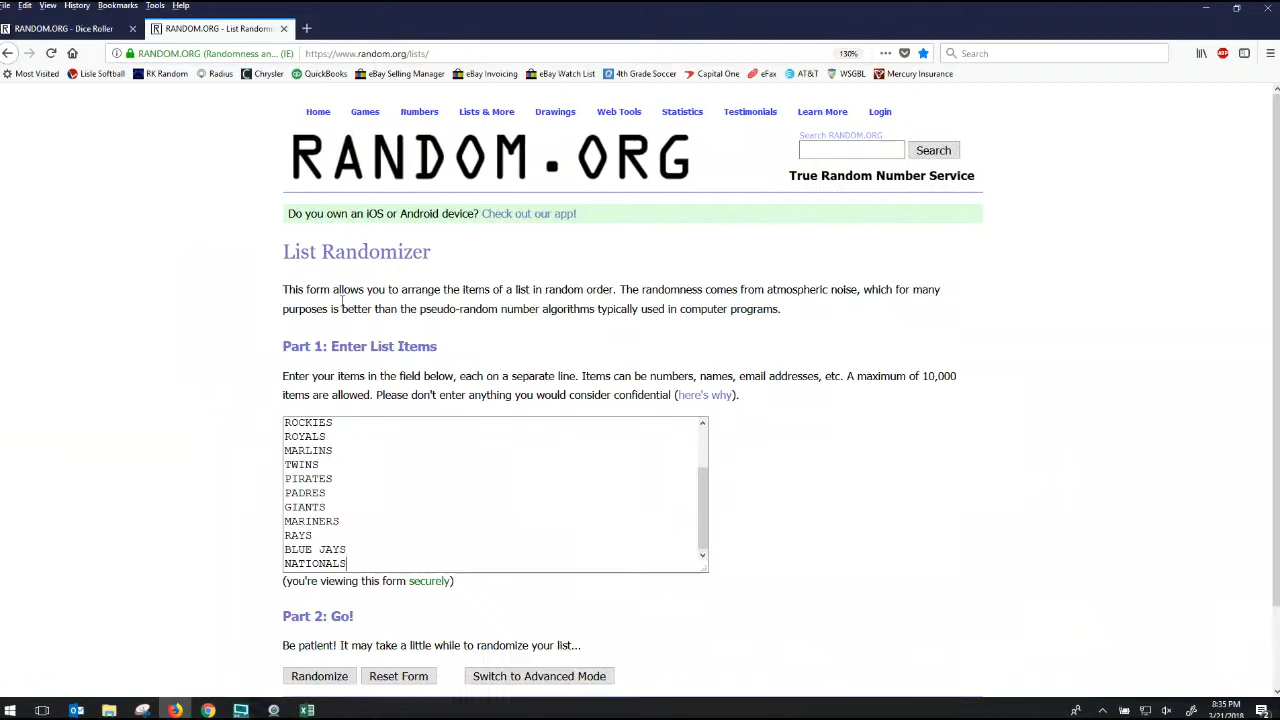 File Edit View History Bookmarks Tools Help
RANDOM.ORG - Dice Roller
RANDOM.ORG - List Randomi
RANDOM.ORG (Randomness an... (IE)
https://www.random.org/lists/
130%
Search
Most Visited Lisle Softball RK Random Radius Chrysler QuickBooks eBay Selling Manager eBay Invoicing eBay Watch List 4th Grade Soccer Capital One eFax AT&T WSGBL Mercury Insurance
Home Games Numbers Lists & More Drawings Web Tools Statistics Testimonials Learn More Login
RANDOM.ORG
Search RANDOM.ORG
Search
True Random Number Service
Do you own an iOS or Android device? Check out our app!
List Randomizer
This form allows you to arrange the items of a list in random order. The randomness comes from atmospheric noise, which for many
purposes is better than the pseudo-random number algorithms typically used in computer programs.
Part 1: Enter List Items
Enter your items in the field below, each on a separate line. Items can be numbers, names, email addresses, etc. A maximum of 10,000
items are allowed. Please don't enter anything you would consider confidential (here's why).
ROCKIES
ROYALS
MARLINS
TWINS
PIRATES
PADRES
GIANTS
MARINERS
RAYS
BLUE JAYS
NATIONALS
(you're viewing this form securely)
Part 2: Go!
Be patient! It may take a little while to randomize your list...
Randomize Reset Form Switch to Advanced Mode
8:35 PM
3/21/2018